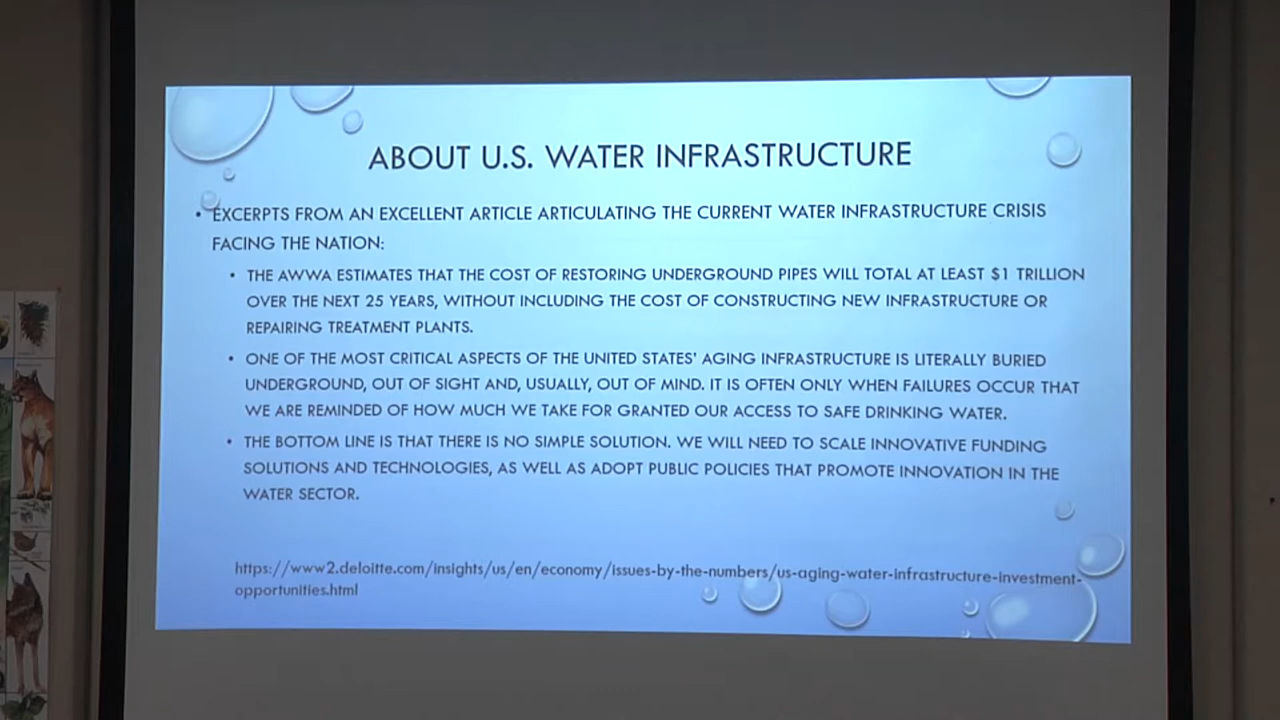 ABOUT U.S. WATER INFRASTRUCTURE
• EXCERPTS FROM AN EXCELLENT ARTICLE ARTICULATING THE CURRENT WATER INFRASTRUCTURE CRISIS
FACING THE NATION:
• THE AWWA ESTIMATES THAT THE COST OF RESTORING UNDERGROUND PIPES WILL TOTAL AT LEAST $1 TRILLION
OVER THE NEXT 25 YEARS, WITHOUT INCLUDING THE COST OF CONSTRUCTING NEW INFRASTRUCTURE OR
REPAIRING TREATMENT PLANTS.
• ONE OF THE MOST CRITICAL ASPECTS OF THE UNITED STATES' AGING INFRASTRUCTURE IS LITERALLY BURIED
UNDERGROUND, OUT OF SIGHT AND, USUALLY, OUT OF MIND. IT IS OFTEN ONLY WHEN FAILURES OCCUR THAT
WE ARE REMINDED OF HOW MUCH WE TAKE FOR GRANTED OUR ACCESS TO SAFE DRINKING WATER.
• THE BOTTOM LINE IS THAT THERE IS NO SIMPLE SOLUTION. WE WILL NEED TO SCALE INNOVATIVE FUNDING
SOLUTIONS AND TECHNOLOGIES, AS WELL AS ADOPT PUBLIC POLICIES THAT PROMOTE INNOVATION IN THE
WATER SECTOR.
https://www2.deloitte.com/insights/us/en/economy/issues-by-the-numbers/us-aging-water-infrastructure-investment-
opportunities.html